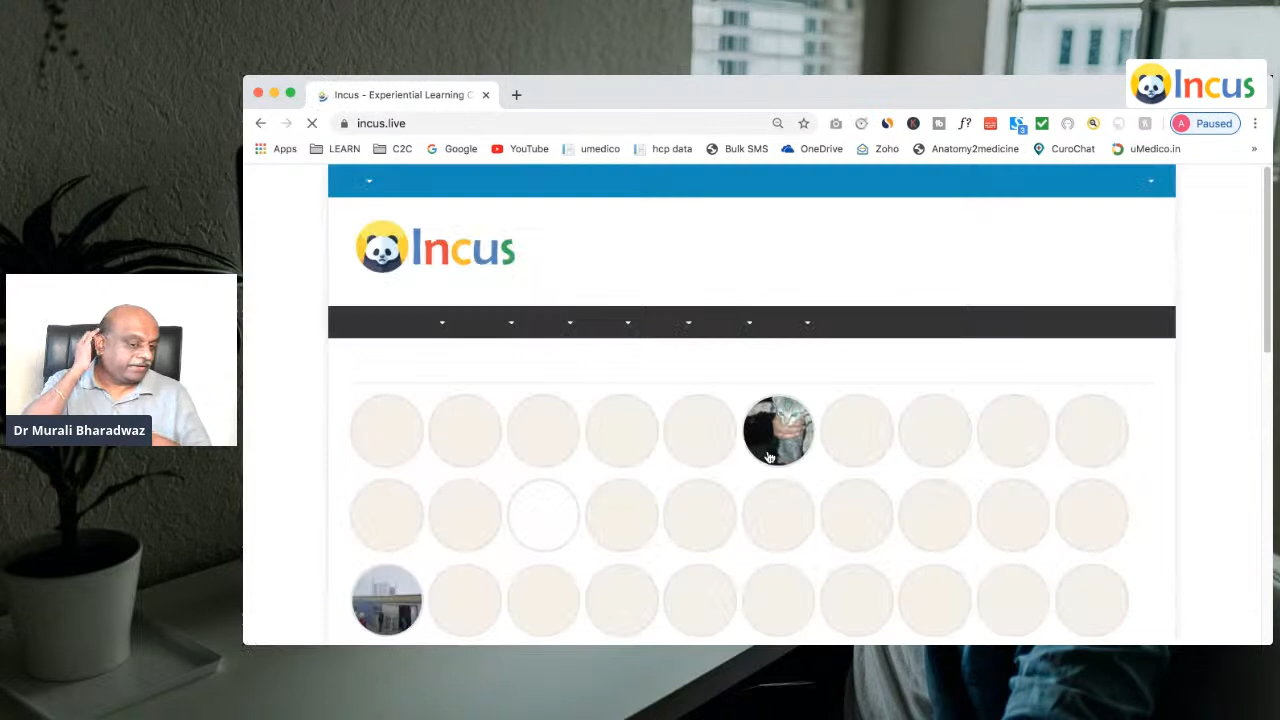 Incus - Experiential Learning C
Incus
incus.live
A Paused
Apps
LEARN
C2C
Google
YouTube
umedico
hcp data
Bulk SMS
OneDrive
Zoho
Anatomy2medicine
CuroChat
uMedico.in
»
Incus
Dr Murali Bharadwaz